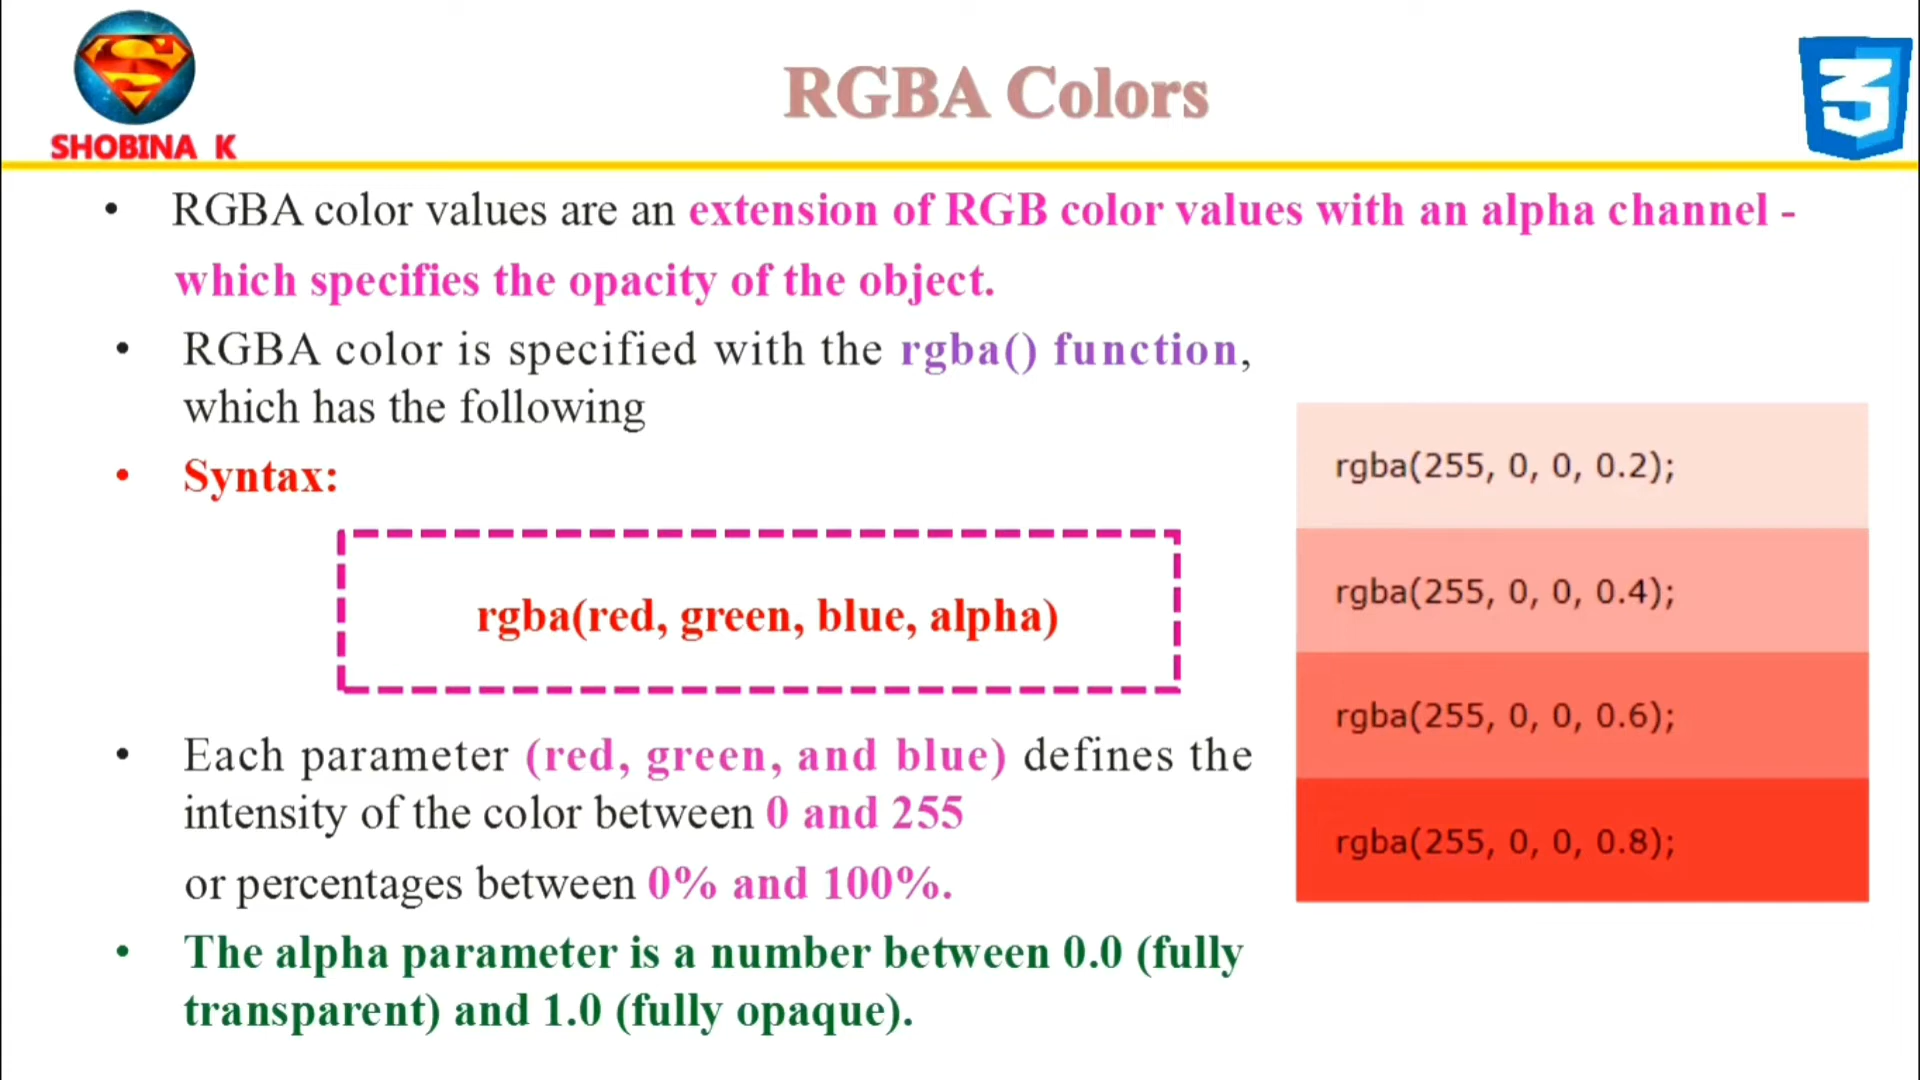 SHOBINA K
RGBA Colors
3
• RGBA color values are an extension of RGB color values with an alpha channel -
which specifies the opacity of the object.
• RGBA color is specified with the rgba() function,
which has the following
• Syntax:
rgba(red, green, blue, alpha)
• Each parameter (red, green, and blue) defines the
intensity of the color between 0 and 255
or percentages between 0% and 100%.
• The alpha parameter is a number between 0.0 (fully
transparent) and 1.0 (fully opaque).
rgba(255, 0, 0, 0.2);
rgba(255, 0, 0, 0.4);
rgba(255, 0, 0, 0.6);
rgba(255, 0, 0, 0.8);